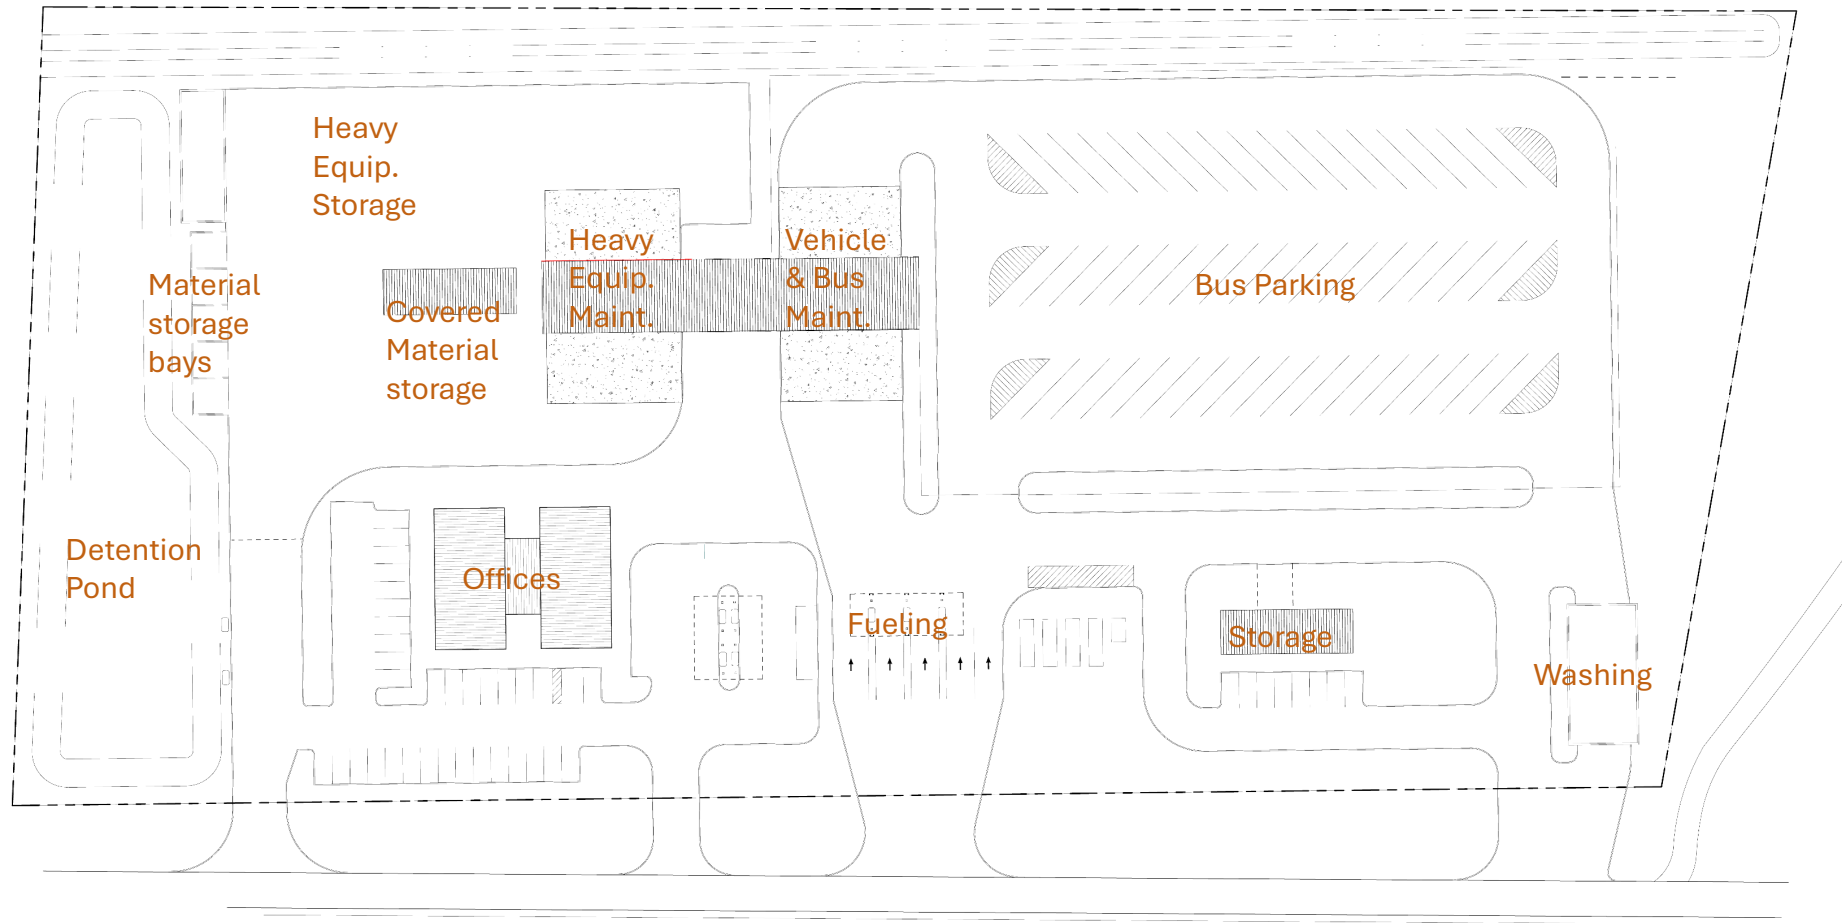 Heavy
Equip.
Storage
Heavy
Equip.
Maint.
Vehicle
& Bus
Maint.
Bus Parking
Material
storage
bays
Covered
Material
storage
Detention
Pond
Offices
Fueling
Storage
Washing